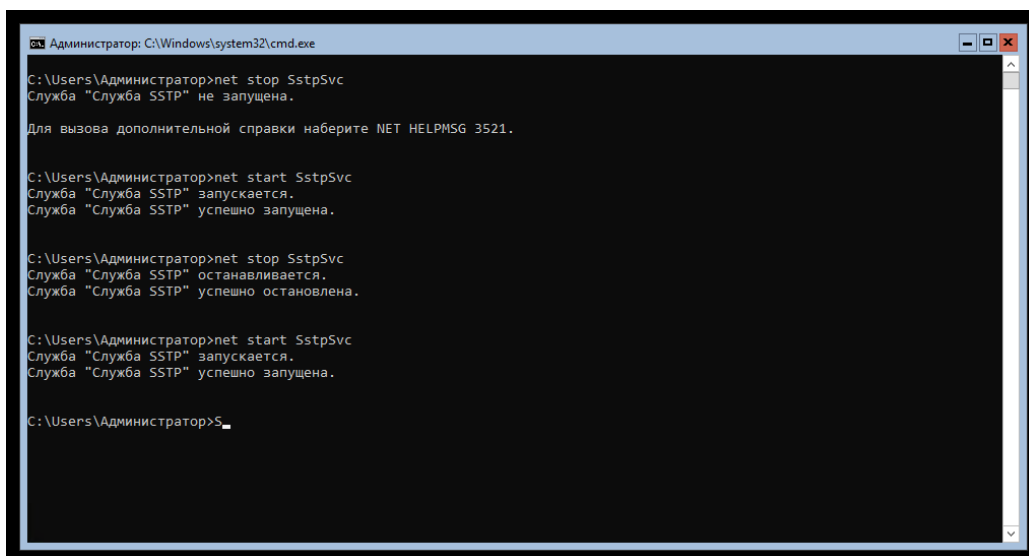 Администратор: C:\Windows\system32\cmd.exe
C:\Users\Администратор>net stop SstpSvc
Служба "Служба SSTP" не запущена.
Для вызова дополнительной справки наберите NET HELPMSG 3521.
C:\Users\Администратор>net start SstpSvc
Служба "Служба SSTP" запускается.
Служба "Служба SSTP" успешно запущена.
C:\Users\Администратор>net stop SstpSvc
Служба "Служба SSTP" останавливается.
Служба "Служба SSTP" успешно остановлена.
C:\Users\Администратор>net start SstpSvc
Служба "Служба SSTP" запускается.
Служба "Служба SSTP" успешно запущена.
C:\Users\Администратор>S